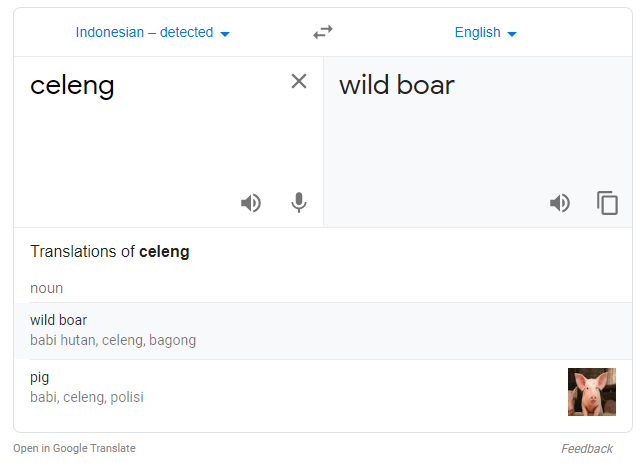 Indonesian – detected
English
celeng
wild boar
Translations of celeng
noun
wild boar
babi hutan, celeng, bagong
pig
babi, celeng, polisi
Open in Google Translate
Feedback